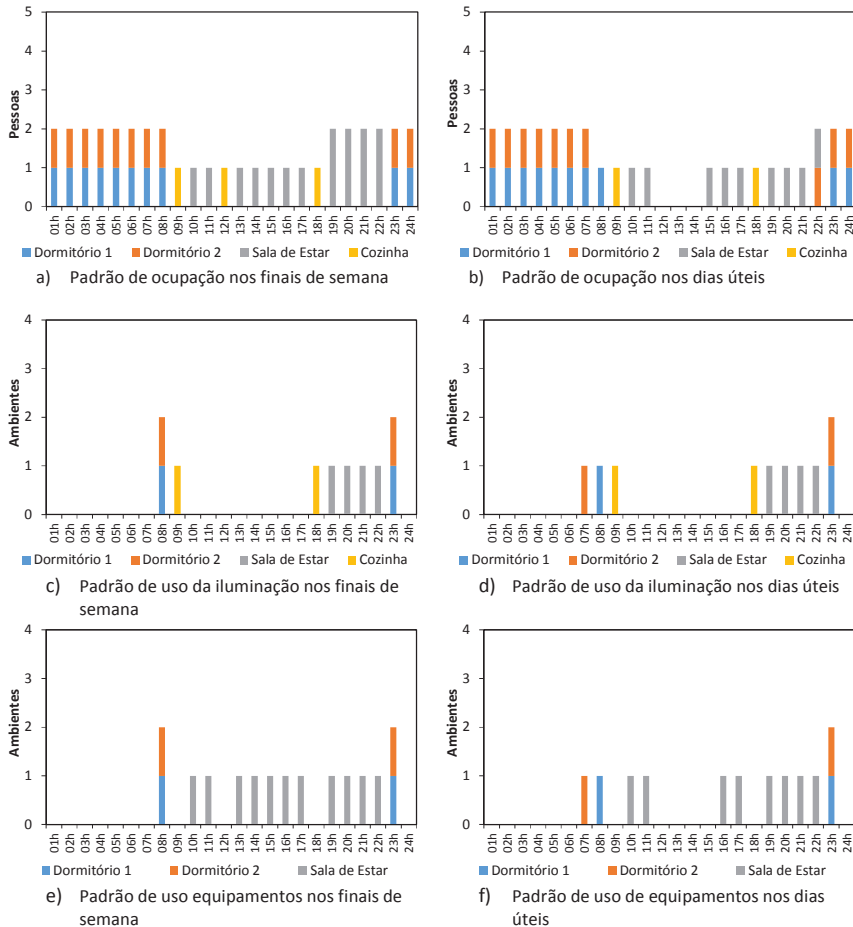 5
4
3
2
1
0
Pessoas
01h 02h 03h 04h 05h 06h 07h 08h 09h 10h 11h 12h 13h 14h 15h 16h 17h 18h 19h 20h 21h 22h 23h 24h
Dormitório 1 Dormitório 2 Sala de Estar Cozinha
a) Padrão de ocupação nos finais de semana
5
4
3
2
1
0
Pessoas
01h 02h 03h 04h 05h 06h 07h 08h 09h 10h 11h 12h 13h 14h 15h 16h 17h 18h 19h 20h 21h 22h 23h 24h
Dormitório 1 Dormitório 2 Sala de Estar Cozinha
b) Padrão de ocupação nos dias úteis
4
3
2
1
0
Ambientes
01h 02h 03h 04h 05h 06h 07h 08h 09h 10h 11h 12h 13h 14h 15h 16h 17h 18h 19h 20h 21h 22h 23h 24h
Dormitório 1 Dormitório 2 Sala de Estar Cozinha
c) Padrão de uso da iluminação nos finais de
semana
4
3
2
1
0
Ambientes
01h 02h 03h 04h 05h 06h 07h 08h 09h 10h 11h 12h 13h 14h 15h 16h 17h 18h 19h 20h 21h 22h 23h 24h
Dormitório 1 Dormitório 2 Sala de Estar Cozinha
d) Padrão de uso da iluminação nos dias úteis
4
3
2
1
0
Ambientes
01h 02h 03h 04h 05h 06h 07h 08h 09h 10h 11h 12h 13h 14h 15h 16h 17h 18h 19h 20h 21h 22h 23h 24h
Dormitório 1 Dormitório 2 Sala de Estar
e) Padrão de uso equipamentos nos finais de
semana
4
3
2
1
0
Ambientes
01h 02h 03h 04h 05h 06h 07h 08h 09h 10h 11h 12h 13h 14h 15h 16h 17h 18h 19h 20h 21h 22h 23h 24h
Dormitório 1 Dormitório 2 Sala de Estar
f) Padrão de uso de equipamentos nos dias
úteis